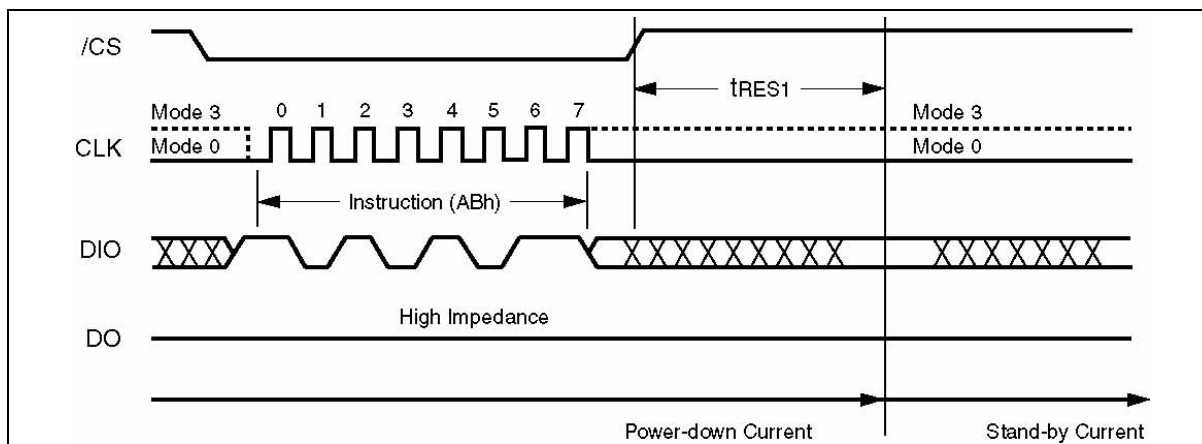 /CS
tRES1
Mode 3 0 1 2 3 4 5 6 7 Mode 3
CLK Mode 0 Mode 0
Instruction (ABh)
DIO
High Impedance
DO
Power-down Current Stand-by Current